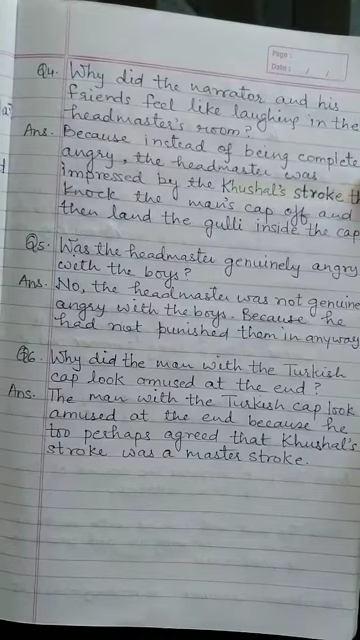 Page :
Date : / /
Q4. Why did the narrator and his
friends feel like laughing in the
headmaster's room?
Ans. Because instead of being complete
angry, the headmaster was
impressed by the Khushal's stroke t
knock the man's cap off and
then land the gulli inside the cap
Q5. Was the headmaster genuinely angry
with the boys?
Ans. No, the headmaster was not genuine
angry with the boys. Because he
had not punished them in anyway
Q6. Why did the man with the Turkish
cap look amused at the end?
Ans. The man with the Turkish cap look
amused at the end because he
too perhaps agreed that Khushal's
stroke was a master stroke.